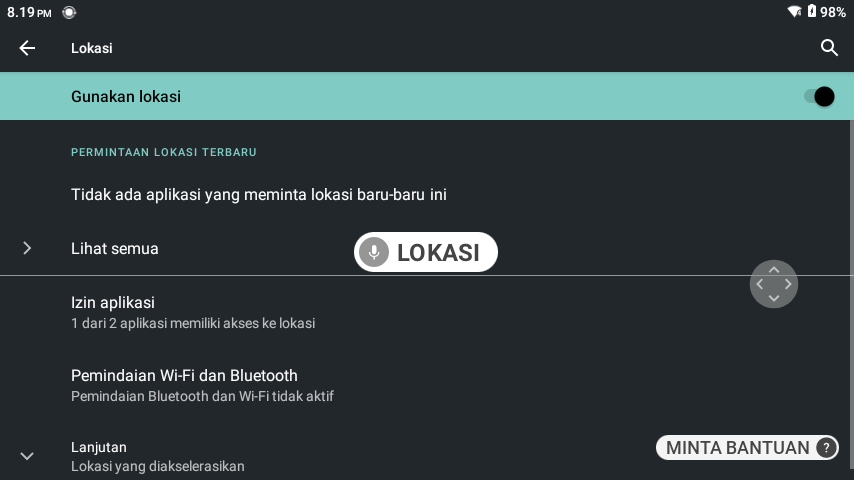 8.19 PM 98%
Lokasi
Gunakan lokasi
PERMINTAAN LOKASI TERBARU
Tidak ada aplikasi yang meminta lokasi baru-baru ini
Lihat semua
LOKASI
Izin aplikasi
1 dari 2 aplikasi memiliki akses ke lokasi
Pemindaian Wi-Fi dan Bluetooth
Pemindaian Bluetooth dan Wi-Fi tidak aktif
Lanjutan
Lokasi yang diakselerasikan
MINTA BANTUAN ?